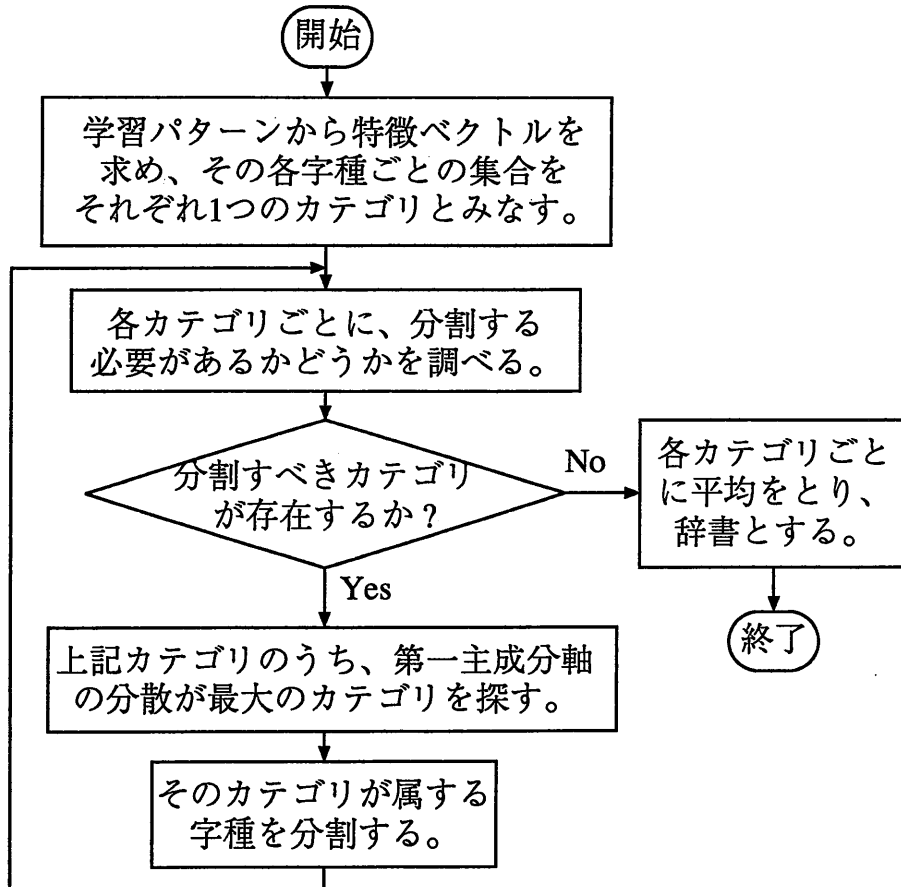 開始
学習パターンから特徴ベクトルを
求め、その各字種ごとの集合を
それぞれ1つのカテゴリとみなす。
各カテゴリごとに、分割する
必要があるかどうかを調べる。
分割すべきカテゴリ
が存在するか？
No
各カテゴリごと
に平均をとり、
辞書とする。
Yes
終了
上記カテゴリのうち、第一主成分軸
の分散が最大のカテゴリを探す。
そのカテゴリが属する
字種を分割する。